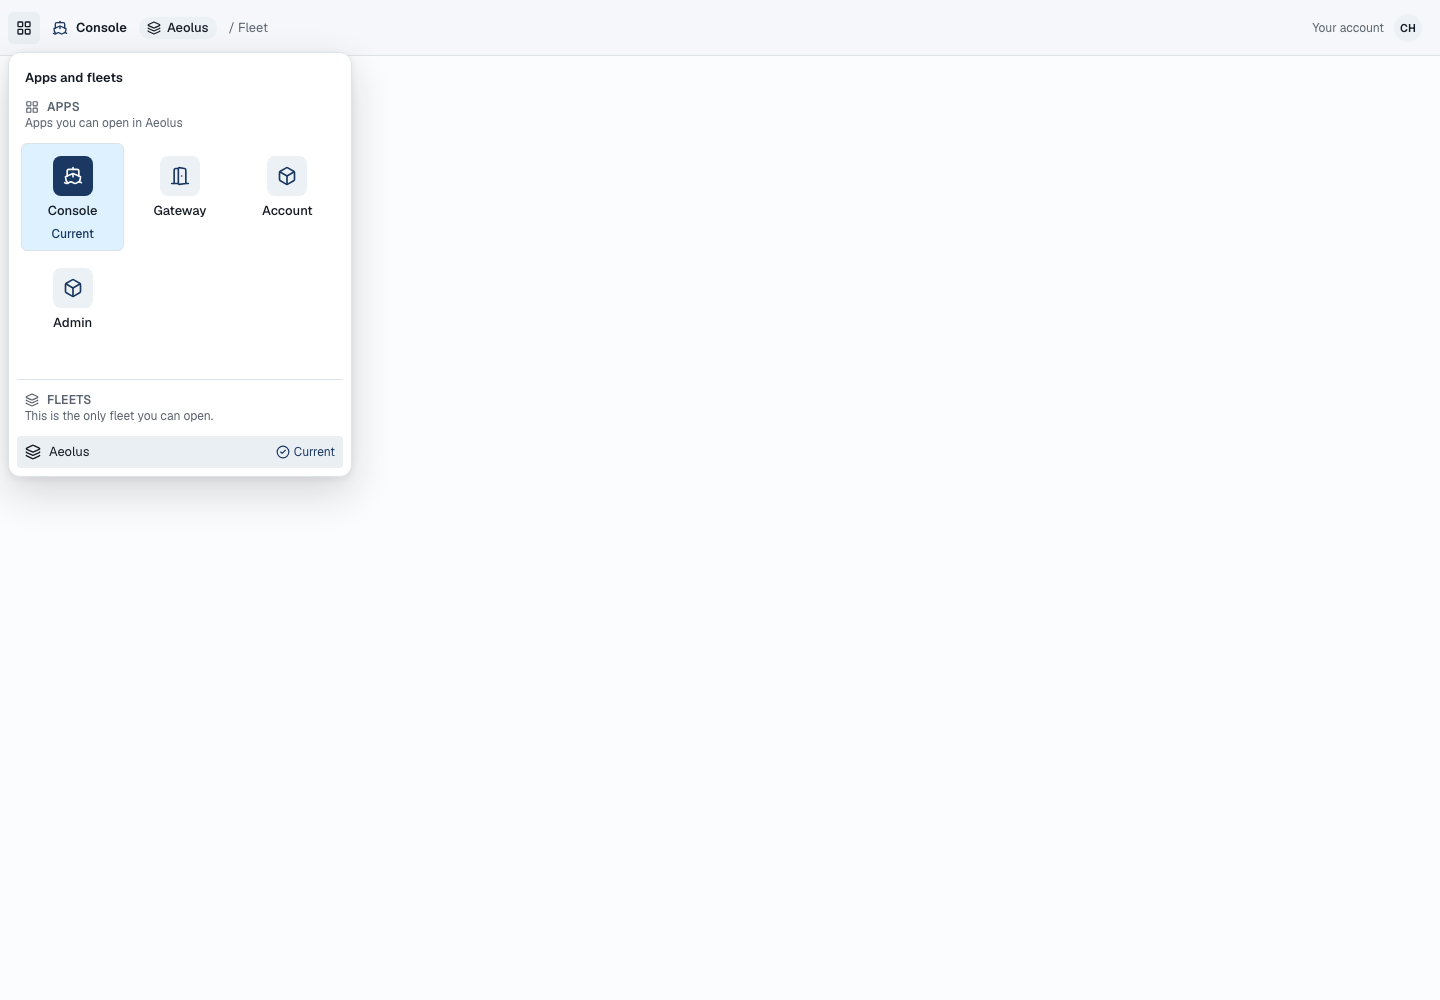 Console
Aeolus
/ Fleet
Your account
CH
Apps and fleets
APPS
Apps you can open in Aeolus
Console
Current
Gateway
Account
Admin
FLEETS
This is the only fleet you can open.
Aeolus
Current